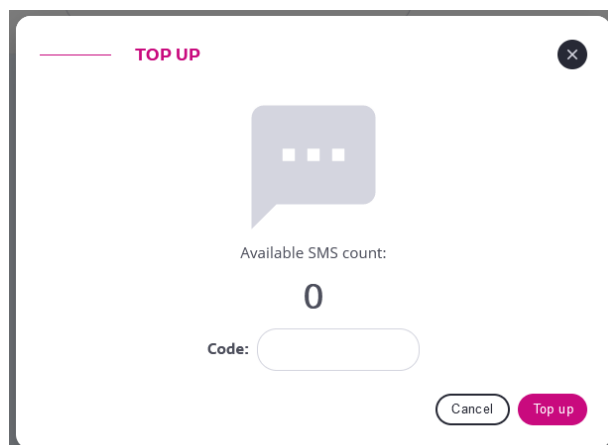 TOP UP
Available SMS count:
0
Code:
Cancel Top up